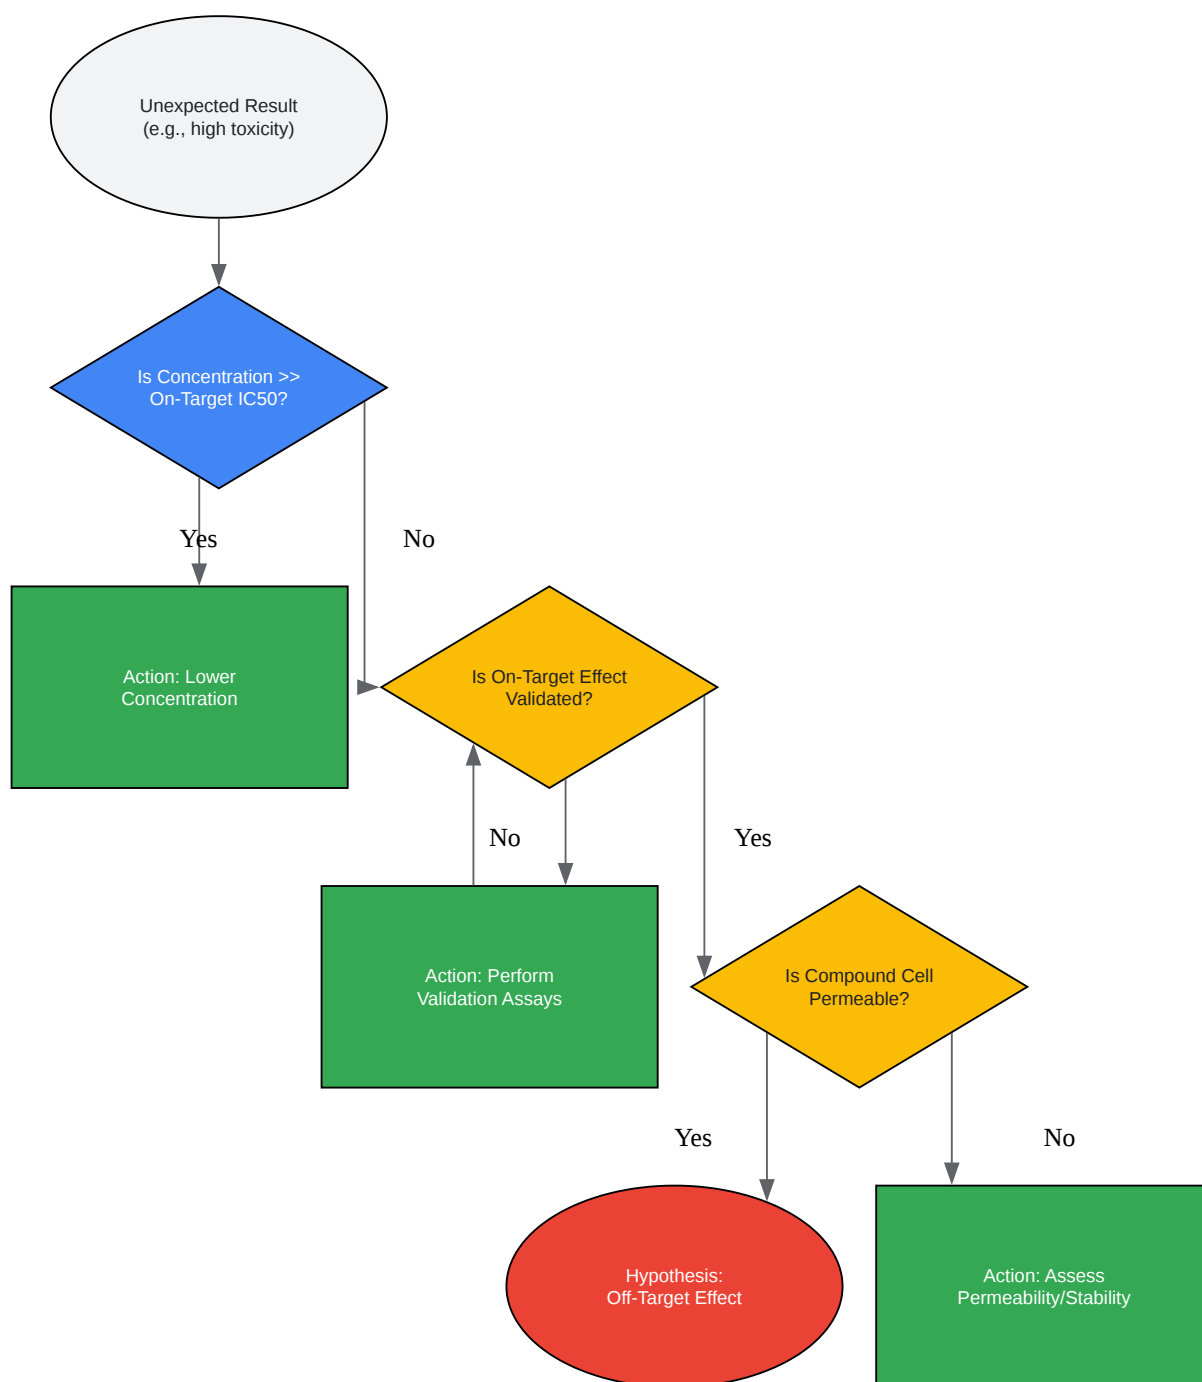 Unexpected Result
(e.g., high toxicity)
Is Concentration >>
On-Target IC50?
Yes
No
Action: Lower
Concentration
Is On-Target Effect
Validated?
No
Yes
Action: Perform
Validation Assays
Is Compound Cell
Permeable?
Yes
No
Hypothesis:
Off-Target Effect
Action: Assess
Permeability/Stability